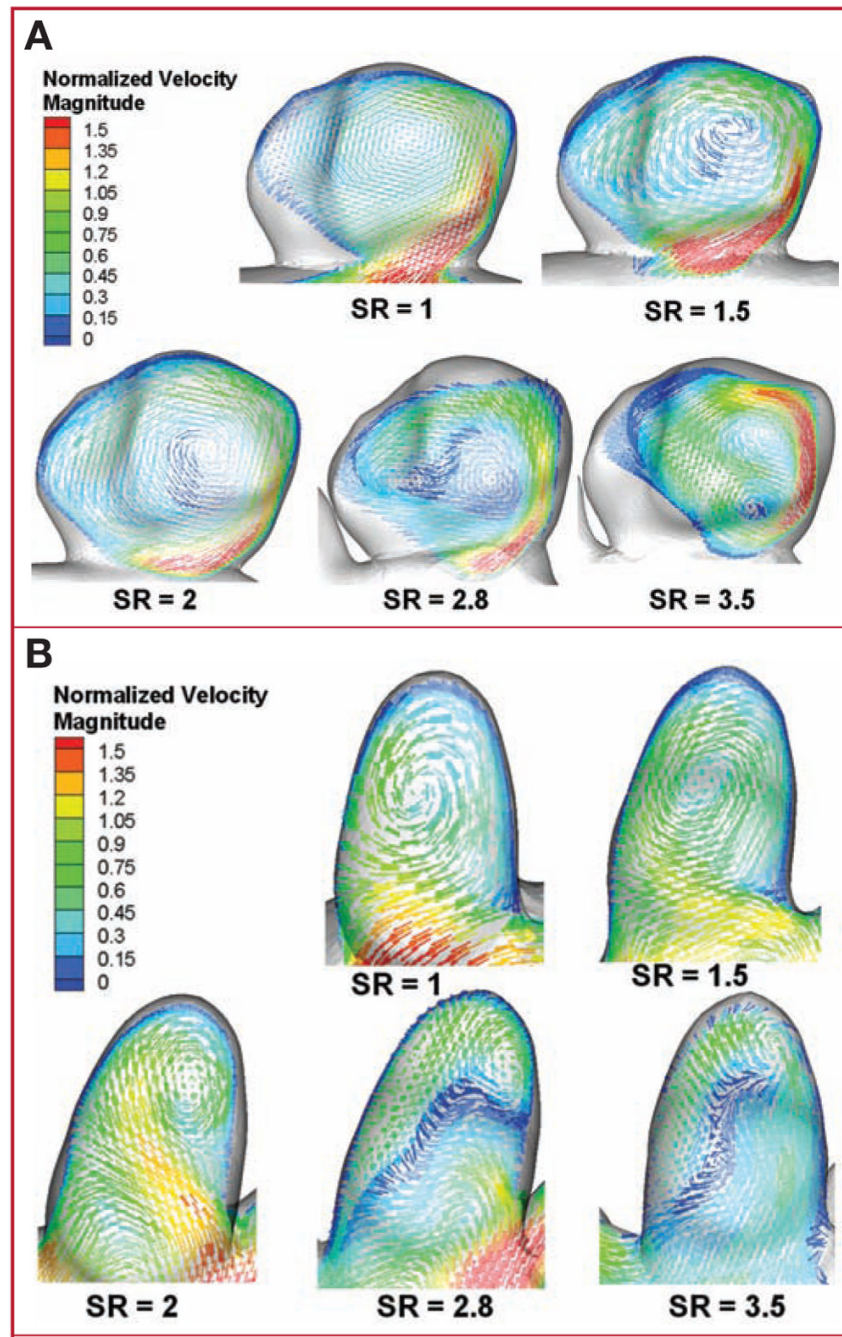 A
Normalized Velocity
Magnitude
1.5
1.35
1.2
1.05
0.9
0.75
0.6
0.45
0.3
0.15
0
SR = 1
SR = 1.5
SR = 2
SR = 2.8
SR = 3.5
B
Normalized Velocity
Magnitude
1.5
1.35
1.2
1.05
0.9
0.75
0.6
0.45
0.3
0.15
0
SR = 1
SR = 1.5
SR = 2
SR = 2.8
SR = 3.5